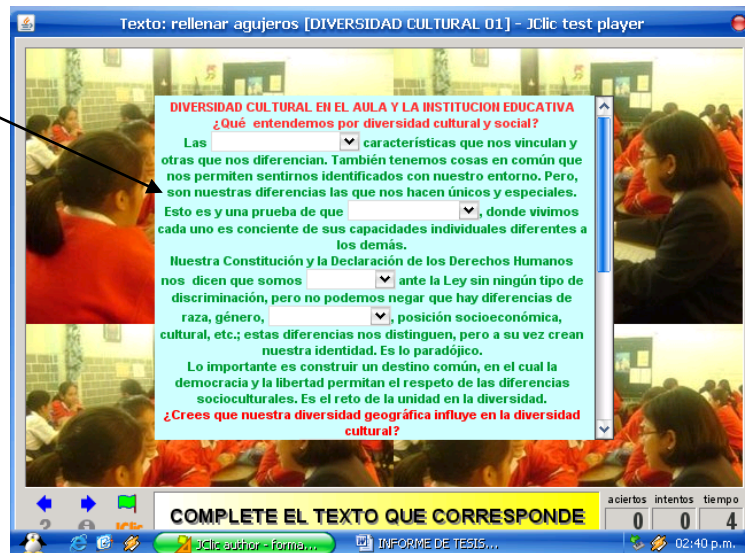 Texto: rellenar agujeros [DIVERSIDAD CULTURAL 01] - JClic test player
DIVERSIDAD CULTURAL EN EL AULA Y LA INSTITUCION EDUCATIVA
¿Qué entendemos por diversidad cultural y social?
Las características que nos vinculan y
otras que nos diferencian. También tenemos cosas en común que
nos permiten sentirnos identificados con nuestro entorno. Pero,
son nuestras diferencias las que nos hacen únicos y especiales.
Esto es y una prueba de que , donde vivimos
cada uno es conciente de sus capacidades individuales diferentes a
los demás.
Nuestra Constitución y la Declaración de los Derechos Humanos
nos dicen que somos ante la Ley sin ningún tipo de
discriminación, pero no podemos negar que hay diferencias de
raza, género, , posición socioeconómica,
cultural, etc.; estas diferencias nos distinguen, pero a su vez crean
nuestra identidad. Es lo paradójico.
Lo importante es construir un destino común, en el cual la
democracia y la libertad permitan el respeto de las diferencias
socioculturales. Es el reto de la unidad en la diversidad.
¿Crees que nuestra diversidad geográfica influye en la diversidad
cultural?
COMPLETE EL TEXTO QUE CORRESPONDE
aciertos intentos tiempo
0 0 4
JClic
JClic author - forma...
INFORME DE TESIS...
02:40 p.m.